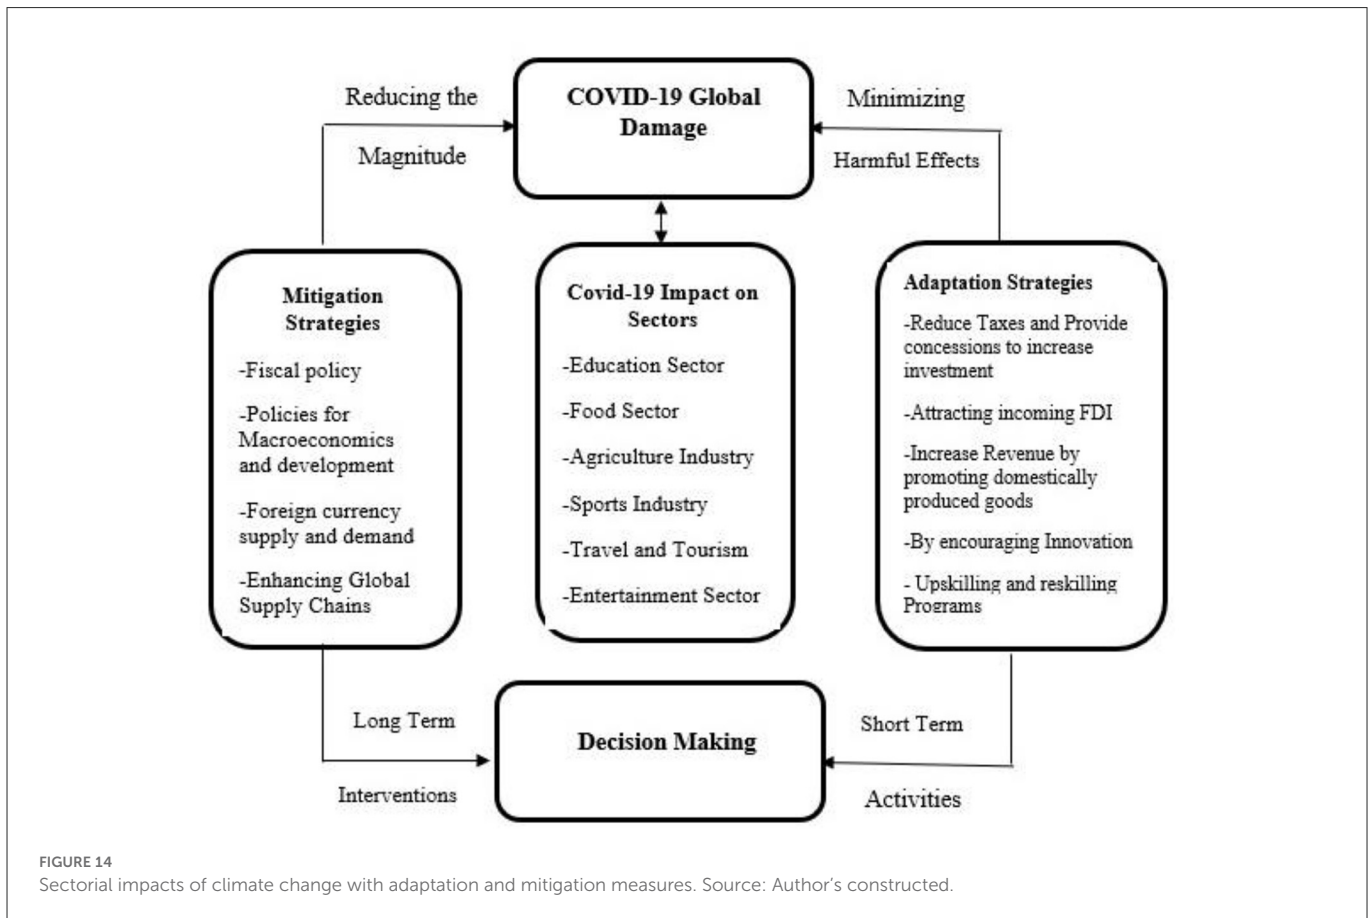 Reducing the
Magnitude
COVID-19 Global
Damage
Minimizing
Harmful Effects
Mitigation
Strategies
-Fiscal policy
-Policies for
Macroeconomics
and development
-Foreign currency
supply and demand
-Enhancing Global
Supply Chains
Covid-19 Impact on
Sectors
-Education Sector
-Food Sector
-Agriculture Industry
-Sports Industry
-Travel and Tourism
-Entertainment Sector
Adaptation Strategies
-Reduce Taxes and Provide
concessions to increase
investment
-Attracting incoming FDI
-Increase Revenue by
promoting domestically
produced goods
-By encouraging Innovation
- Upskilling and reskilling
Programs
Long Term
Interventions
Decision Making
Short Term
Activities
FIGURE 14
Sectorial impacts of climate change with adaptation and mitigation measures. Source: Author's constructed.